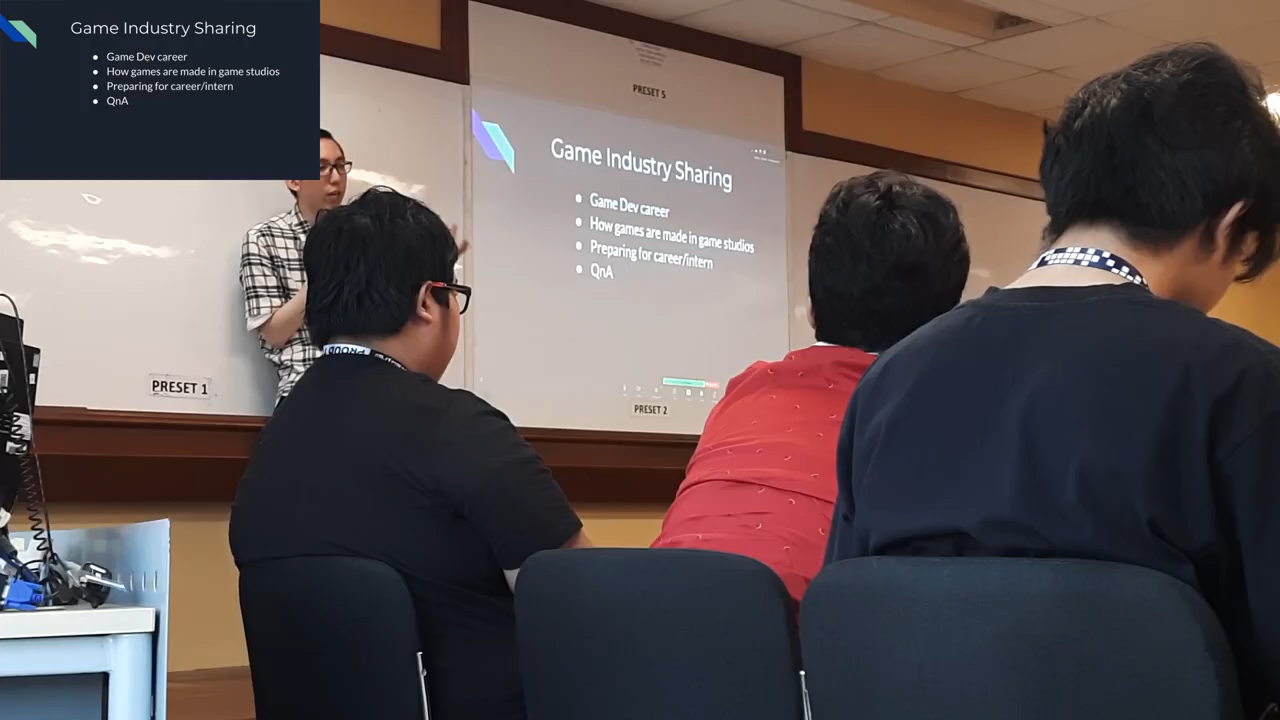 Game Industry Sharing
Game Dev career
How games are made in game studios
Preparing for career/intern
QnA
PRESET 5
Game Industry Sharing
Game Dev career
How games are made in game studios
Preparing for career/intern
QnA
PRESET 1
PRESET 2